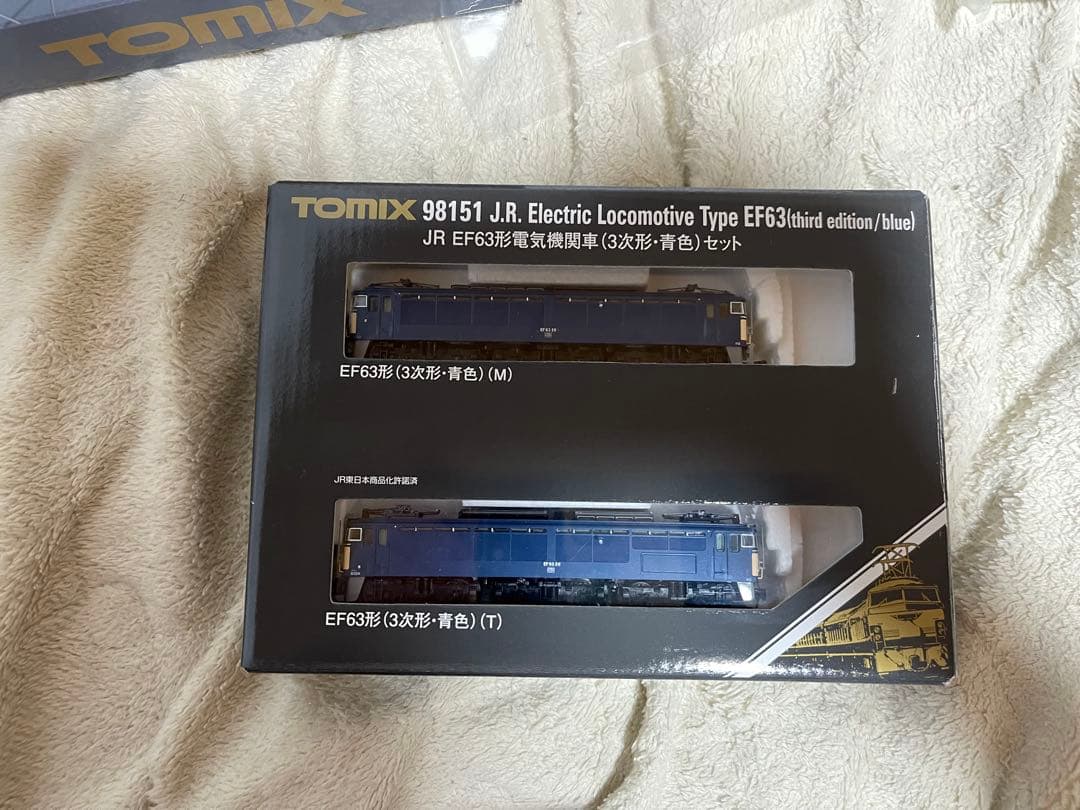 TOMIX
TOMIX 98151 J.R. Electric Locomotive Type EF63(third edition/blue)
JR EF63形電気機関車(3次形・青色)セット
EF63形(3次形・青色)(M)
JR東日本商品化許諾済
EF63形(3次形・青色)(T)